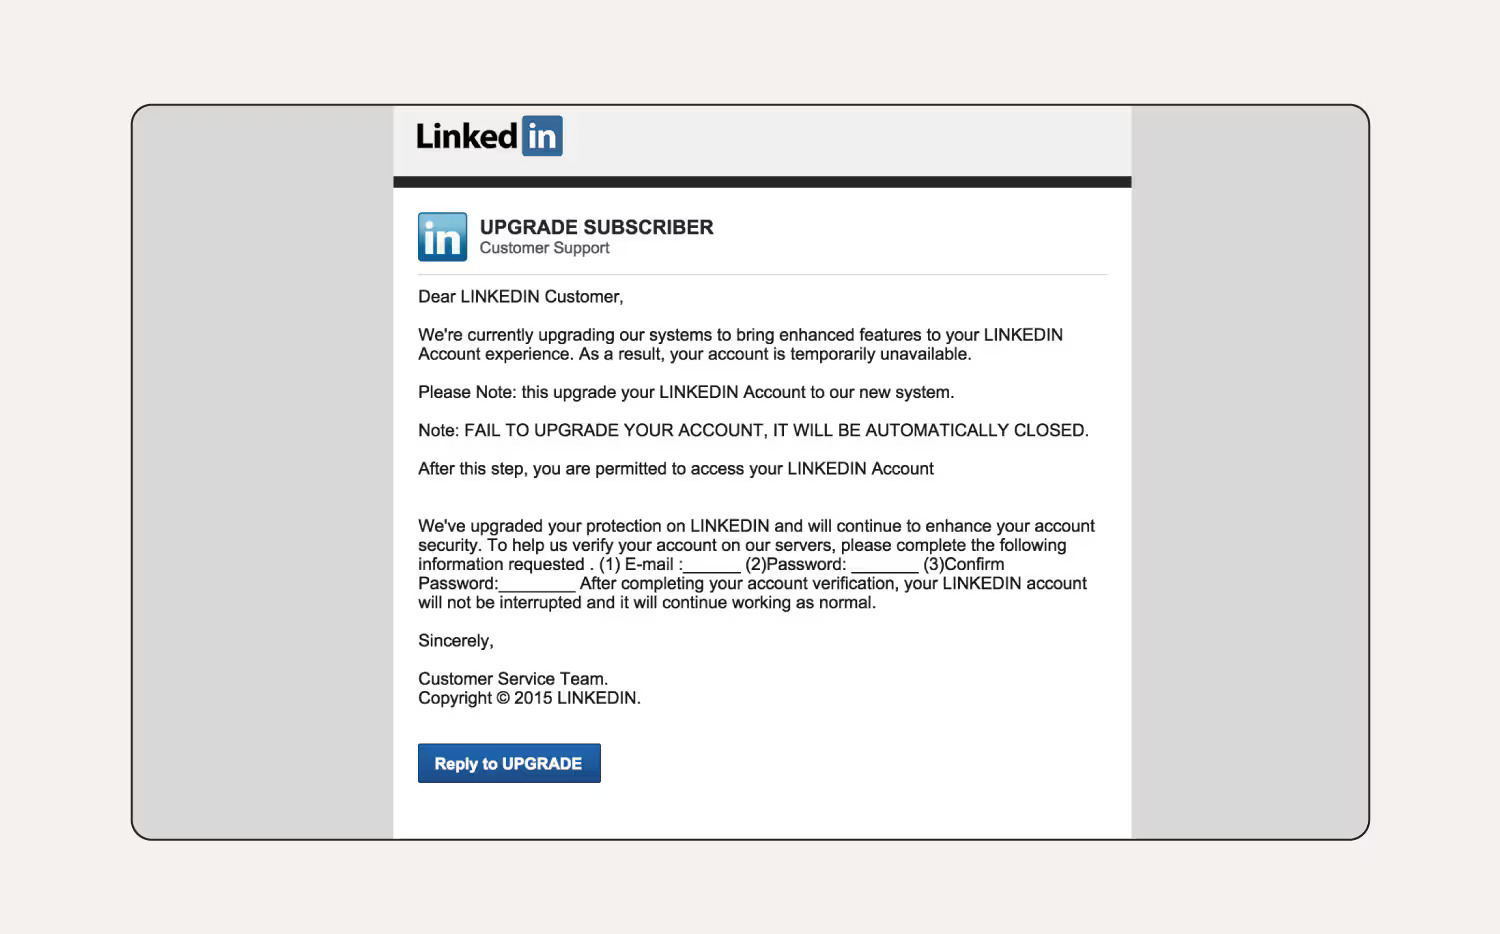 Linked in
in UPGRADE SUBSCRIBER
Customer Support
Dear LINKEDIN Customer,
We're currently upgrading our systems to bring enhanced features to your LINKEDIN
Account experience. As a result, your account is temporarily unavailable.
Please Note: this upgrade your LINKEDIN Account to our new system.
Note: FAIL TO UPGRADE YOUR ACCOUNT, IT WILL BE AUTOMATICALLY CLOSED.
After this step, you are permitted to access your LINKEDIN Account
We've upgraded your protection on LINKEDIN and will continue to enhance your account
security. To help us verify your account on our servers, please complete the following
information requested . (1) E-mail :______ (2)Password: _______ (3)Confirm
Password:________ After completing your account verification, your LINKEDIN account
will not be interrupted and it will continue working as normal.
Sincerely,
Customer Service Team.
Copyright © 2015 LINKEDIN.
Reply to UPGRADE